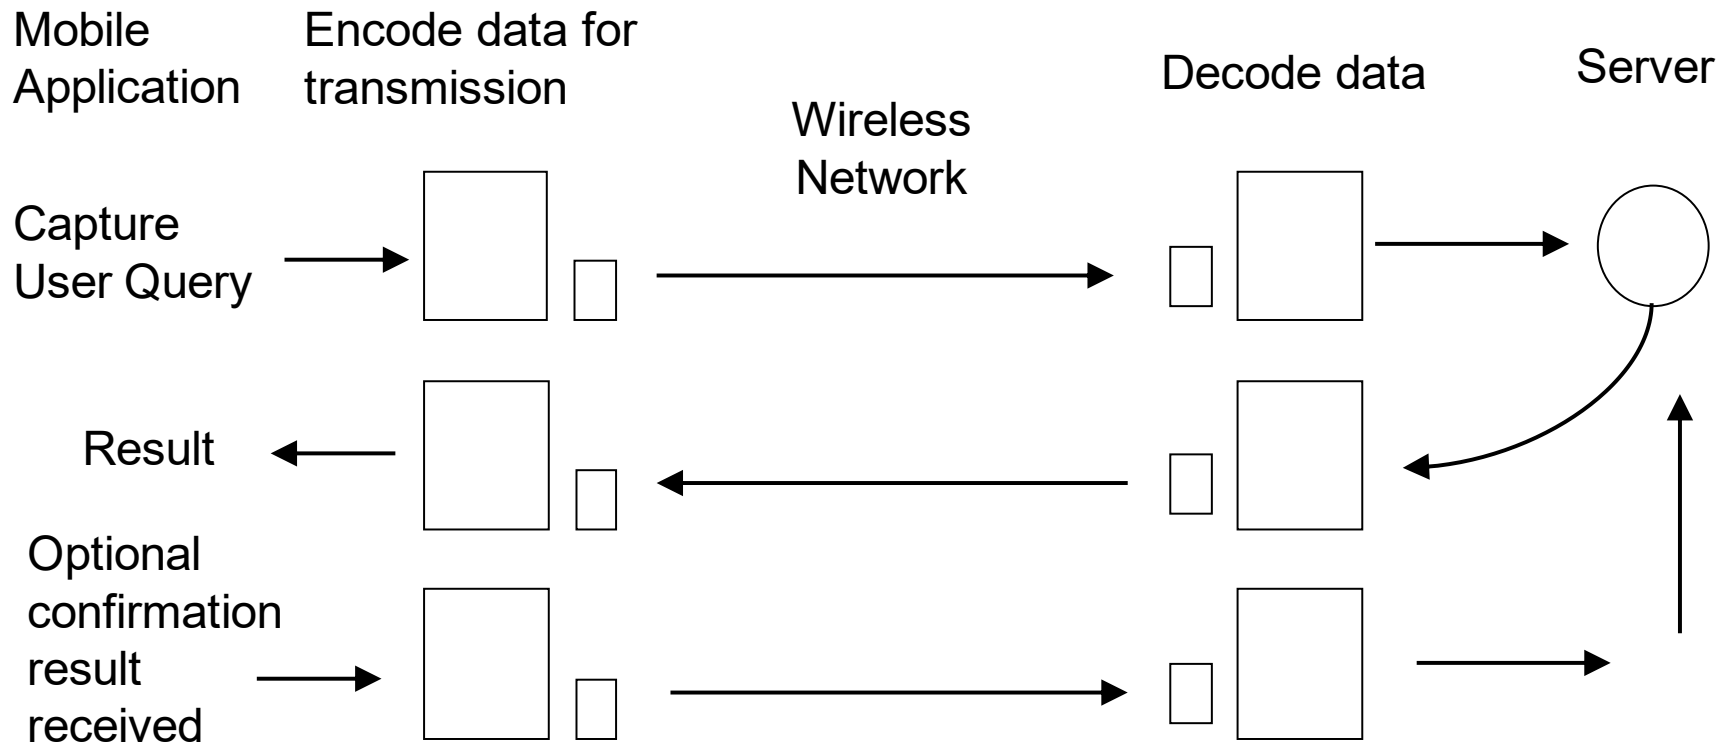 Mobile
Application
Encode data for
transmission
Wireless
Network
Decode data
Server
Capture
User Query
Result
Optional
confirmation
result
received